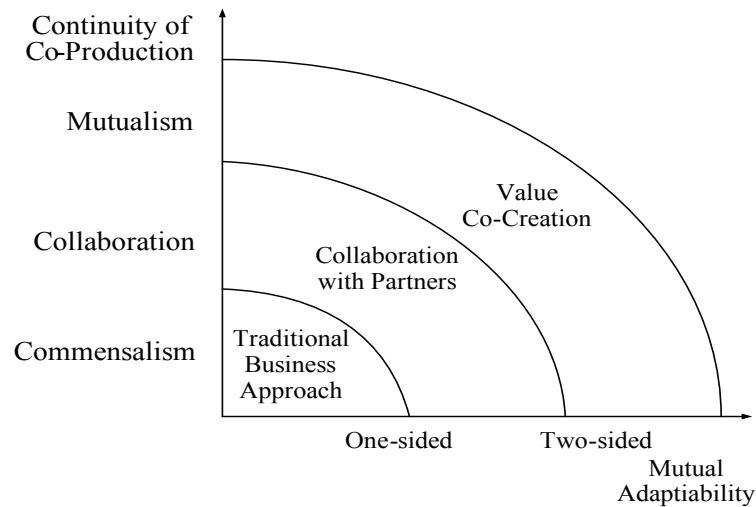 Continuity of
Co-Production
Mutualism
Value
Co-Creation
Collaboration
Collaboration
with Partners
Commensalism
Traditional
Business
Approach
One-sided
Two-sided
Mutual
Adaptiability